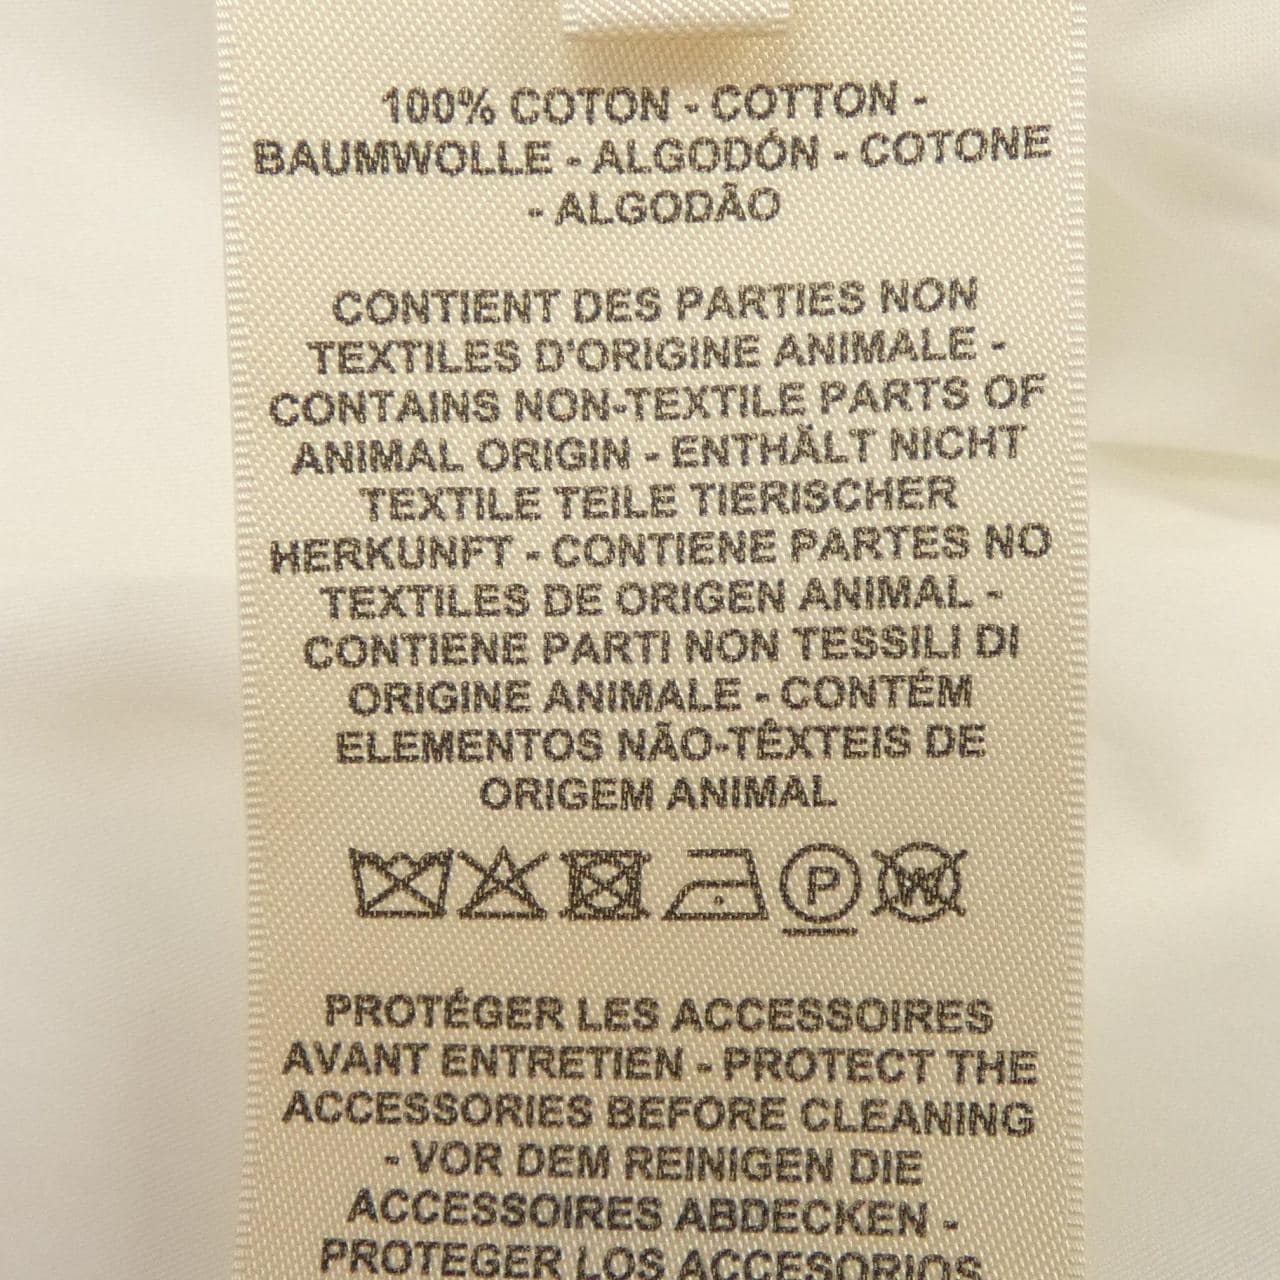 100% COTON - COTTON -
BAUMWOLLE - ALGODÓN - COTONE
- ALGODÃO
CONTIENT DES PARTIES NON
TEXTILES D'ORIGINE ANIMALE -
CONTAINS NON-TEXTILE PARTS OF
ANIMAL ORIGIN - ENTHÄLT NICHT
TEXTILE TEILE TIERISCHER
HERKUNFT - CONTIENE PARTES NO
TEXTILES DE ORIGEN ANIMAL -
CONTIENE PARTI NON TESSILI DI
ORIGINE ANIMALE - CONTÉM
ELEMENTOS NÃO-TÊXTEIS DE
ORIGEM ANIMAL
P W
PROTÉGER LES ACCESSOIRES
AVANT ENTRETIEN - PROTECT THE
ACCESSORIES BEFORE CLEANING
- VOR DEM REINIGEN DIE
ACCESSOIRES ABDECKEN -
PROTEGER LOS ACCESORIOS